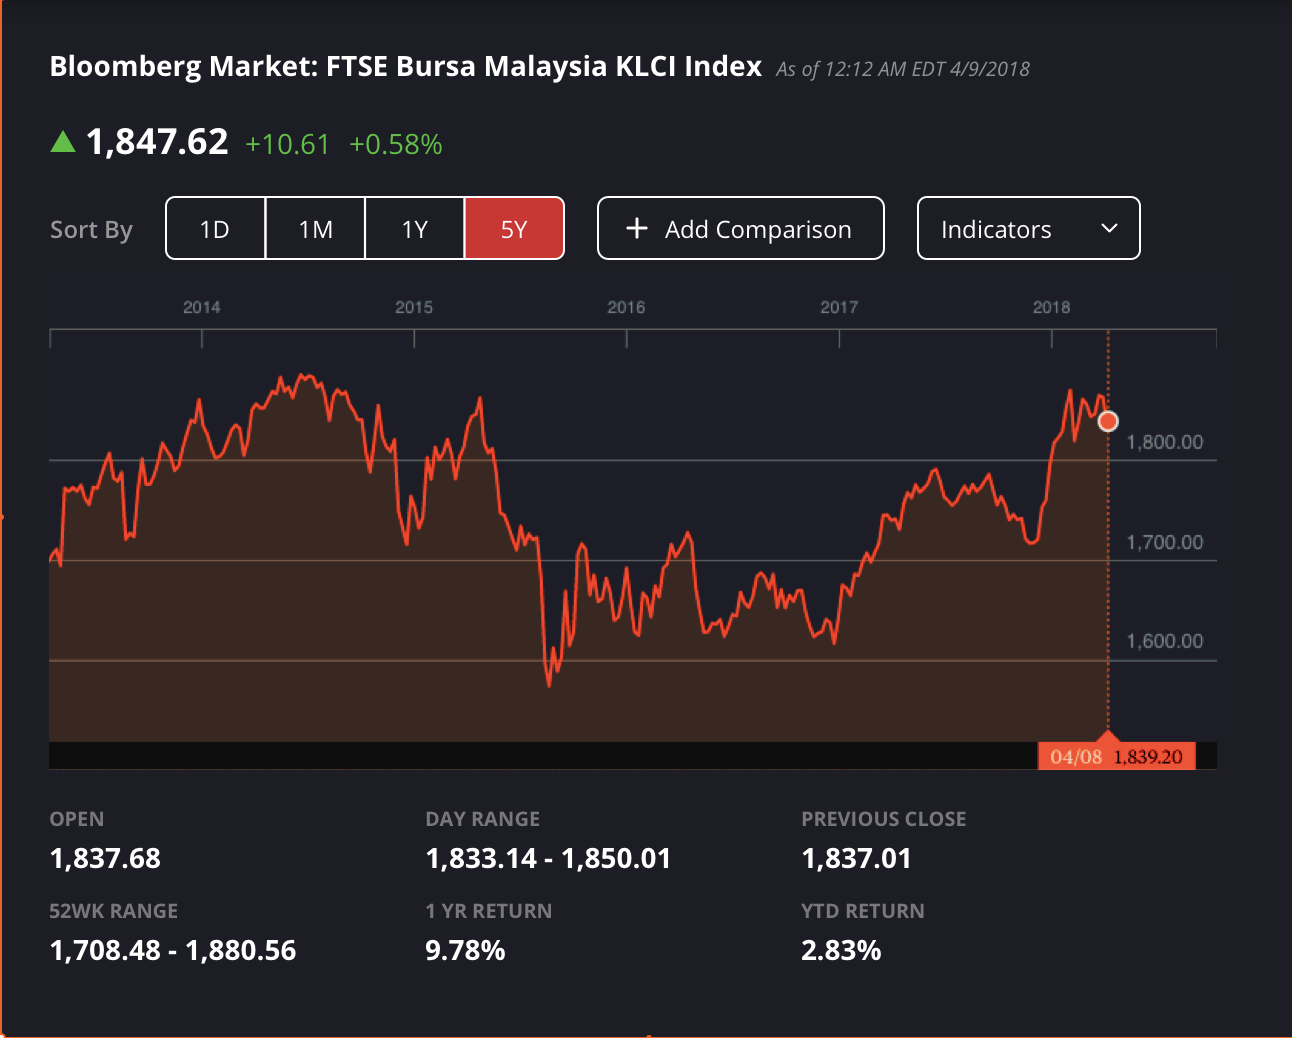 Bloomberg Market: FTSE Bursa Malaysia KLCI Index As of 12:12 AM EDT 4/9/2018
1,847.62 +10.61 +0.58%
Sort By 1D 1M 1Y 5Y + Add Comparison Indicators
2014 2015 2016 2017 2018
1,800.00
1,700.00
1,600.00
04/08 1,839.20
OPEN DAY RANGE PREVIOUS CLOSE
1,837.68 1,833.14 - 1,850.01 1,837.01
52WK RANGE 1 YR RETURN YTD RETURN
1,708.48 - 1,880.56 9.78% 2.83%